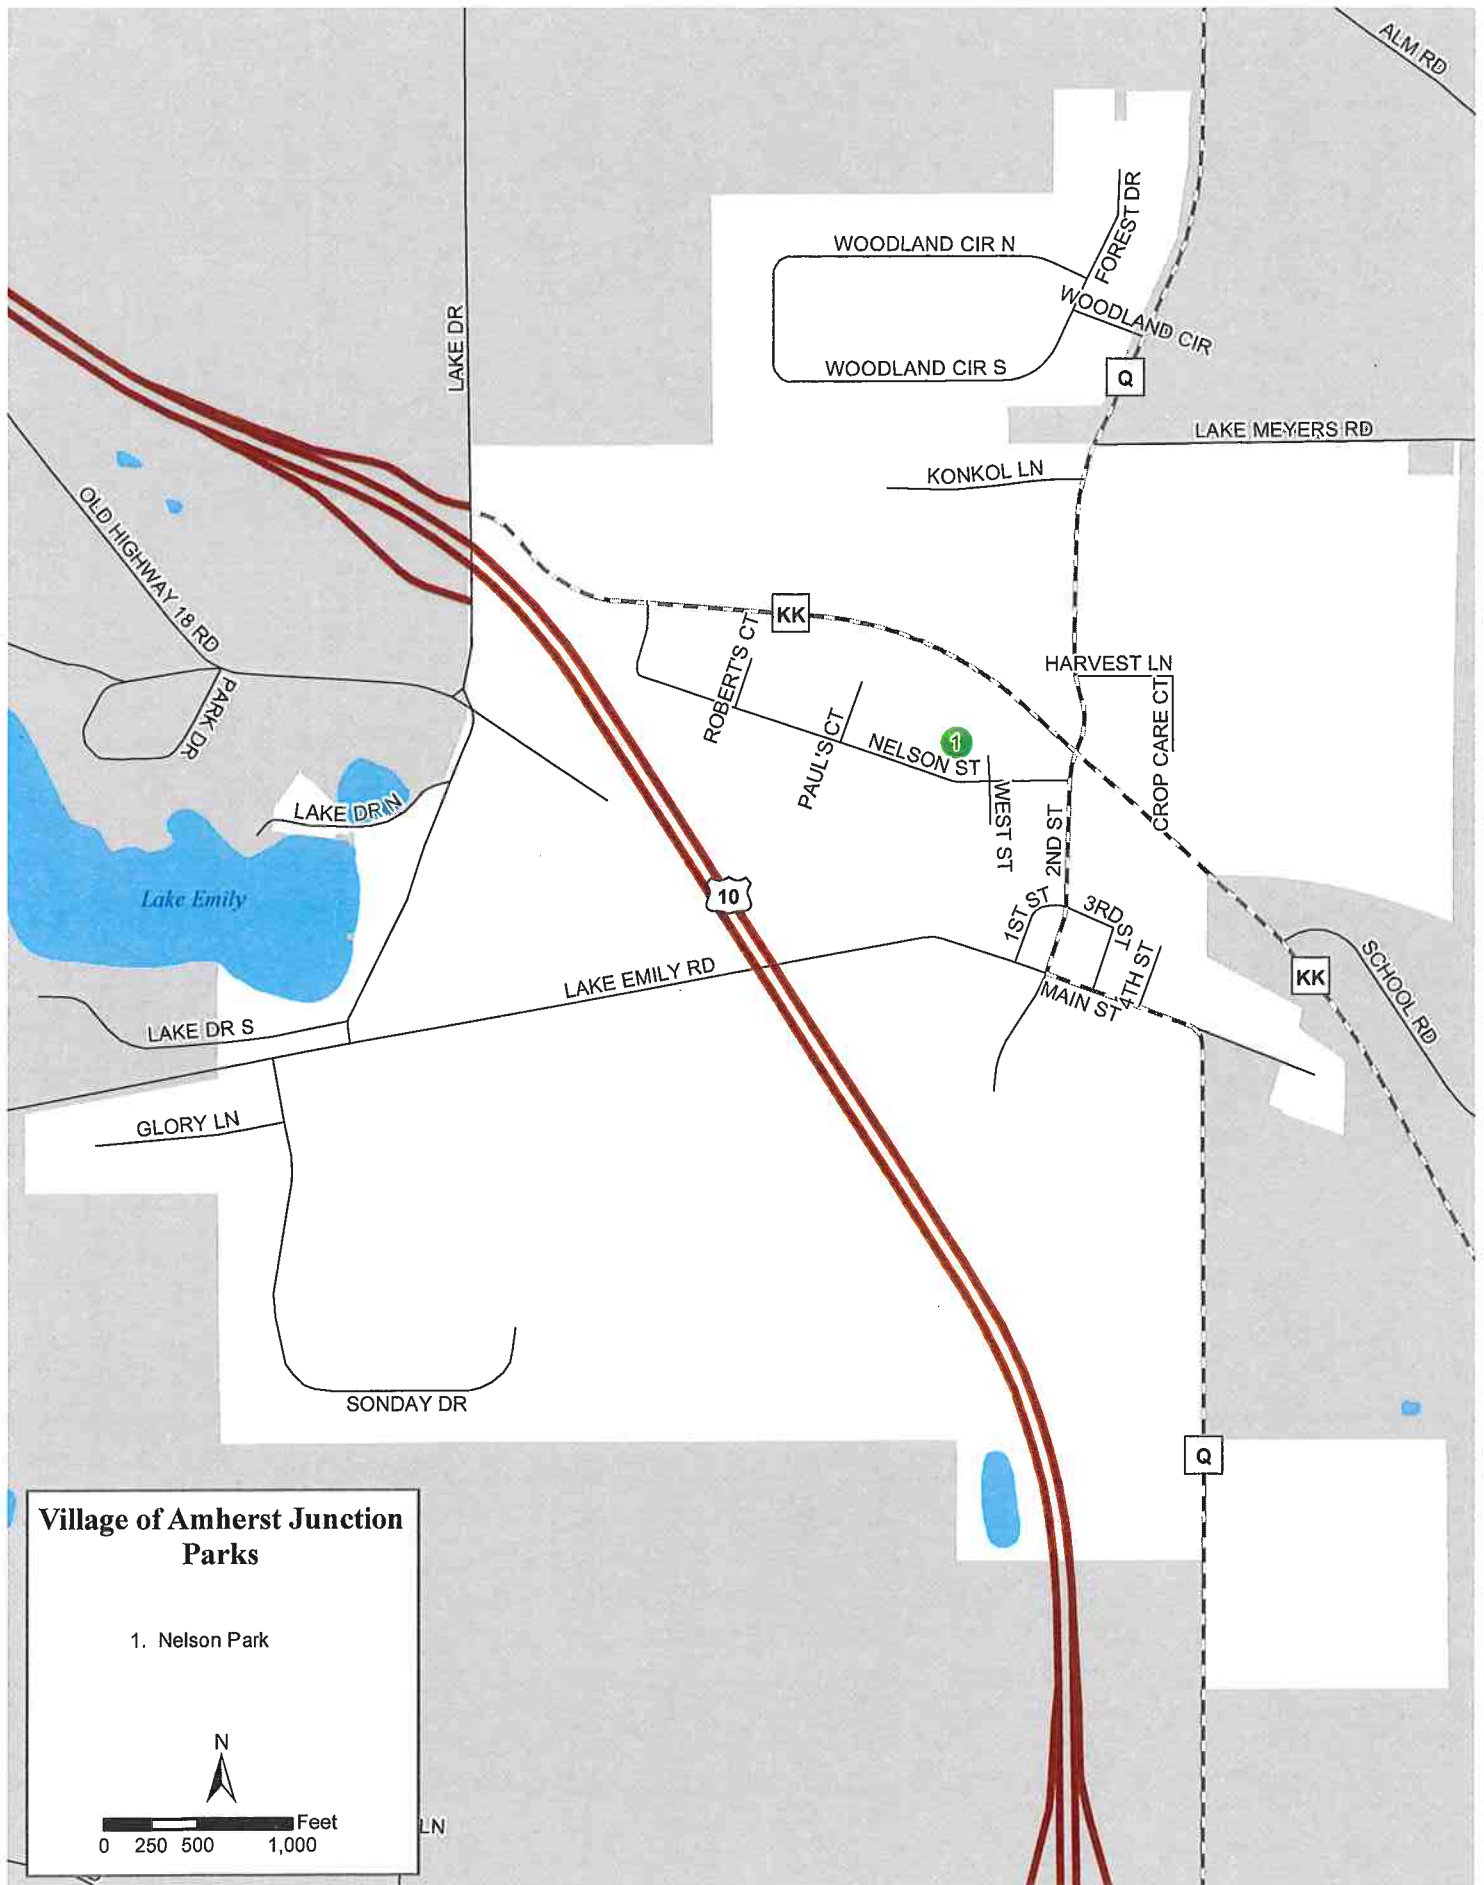 ALM RD
FOREST DR
WOODLAND CIR N
WOODLAND CIR
LAKE DR
WOODLAND CIR S
Q
LAKE MEYERS RD
KONKOL LN
OLD HIGHWAY 18 RD
KK
ROBERT'S CT
HARVEST LN
PARK DR
PAUL'S CT
1
NELSON ST
CROP CARE CT
WEST ST
2ND ST
LAKE DR N
Lake Emily
10
1ST ST
3RD ST
4TH ST
SCHOOL RD
KK
LAKE EMILY RD
MAIN ST
LAKE DR S
GLORY LN
SONDAY DR
Q
Village of Amherst Junction
Parks
1. Nelson Park
N
Feet
0 250 500 1,000
LN